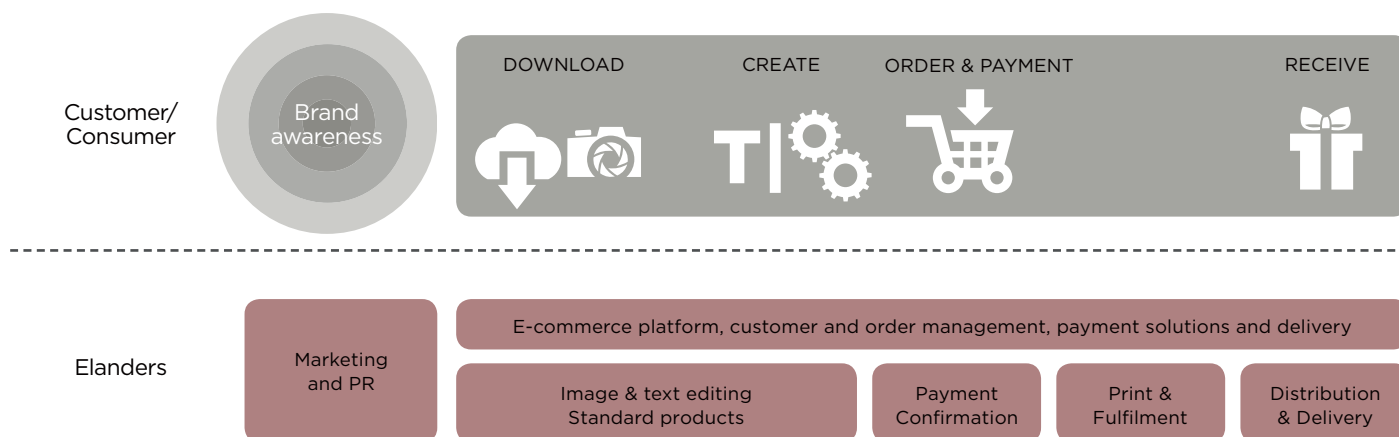 Customer/
Consumer
Brand
awareness
DOWNLOAD
CREATE
ORDER & PAYMENT
RECEIVE
Elanders
Marketing
and PR
E-commerce platform, customer and order management, payment solutions and delivery
Image & text editing
Standard products
Payment
Confirmation
Print &
Fulfilment
Distribution
& Delivery